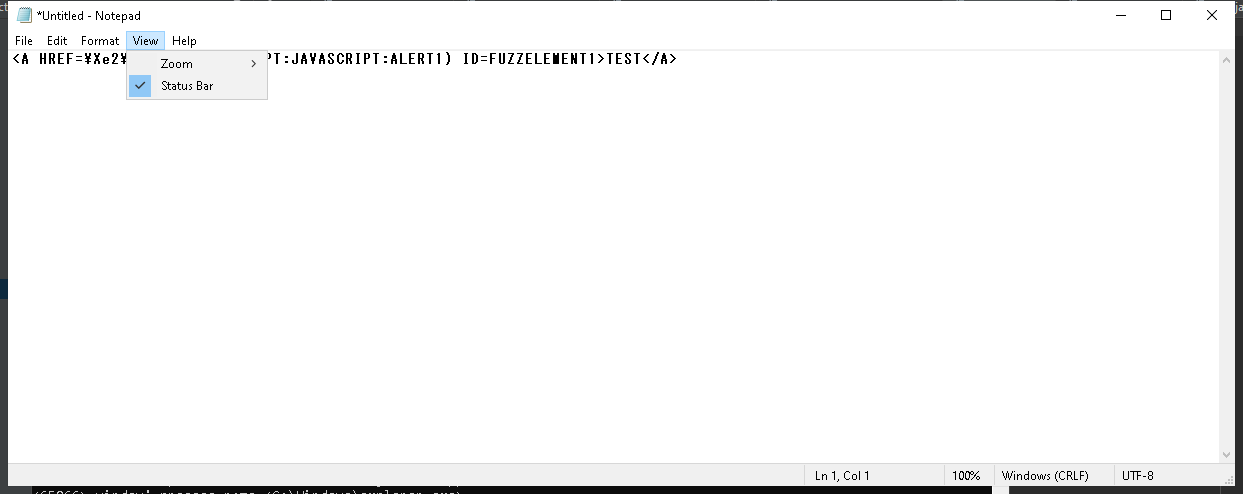 *Untitled - Notepad
File Edit Format View Help
<A HREF=¥Xe2¥ PT:JAVASCRIPT:ALERT1) ID=FUZZELEMENT1>TEST</A>
Zoom
Status Bar
Ln 1, Col 1 100% Windows (CRLF) UTF-8